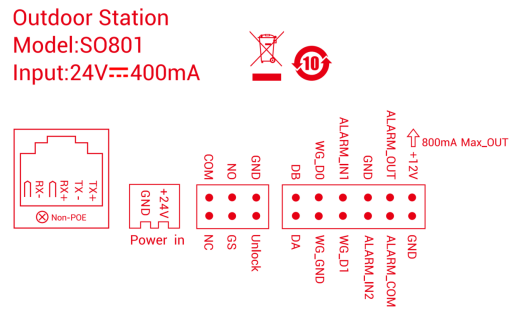 Outdoor Station
Model:SO801
Input:24V⎓400mA
10
800mA Max_OUT
COM NO GND
DB WG_D0 ALARM_IN1 GND ALARM_OUT +12V
RX- RX+ TX- TX+
GND +24V
Non-POE
Power in
NC GS Unlock
DA WG_GND WG_D1 ALARM_IN2 ALARM_COM GND